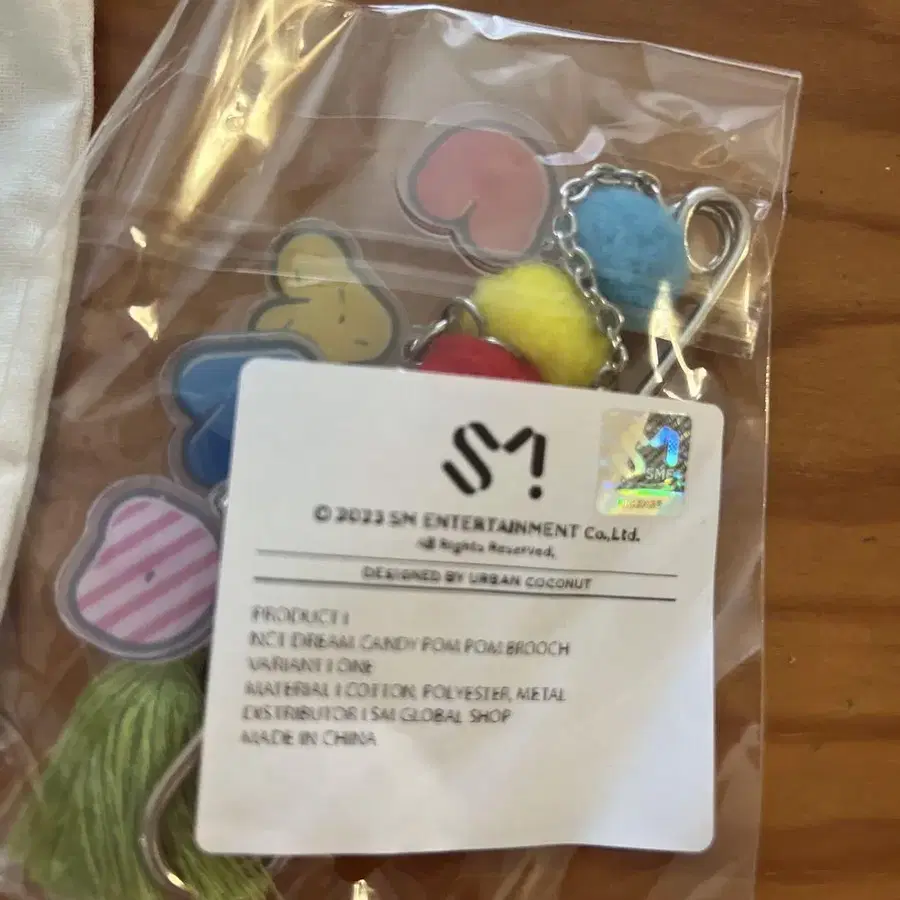 SM!
© 2023 SM ENTERTAINMENT Co.,Ltd.
All Rights Reserved.
DESIGNED BY URBAN COCONUT
PRODUCT |
NCT DREAM CANDY POM POM BROOCH
VARIANT | ONE
MATERIAL | COTTON, POLYESTER, METAL
DISTRIBUTOR | SM GLOBAL SHOP
MADE IN CHINA